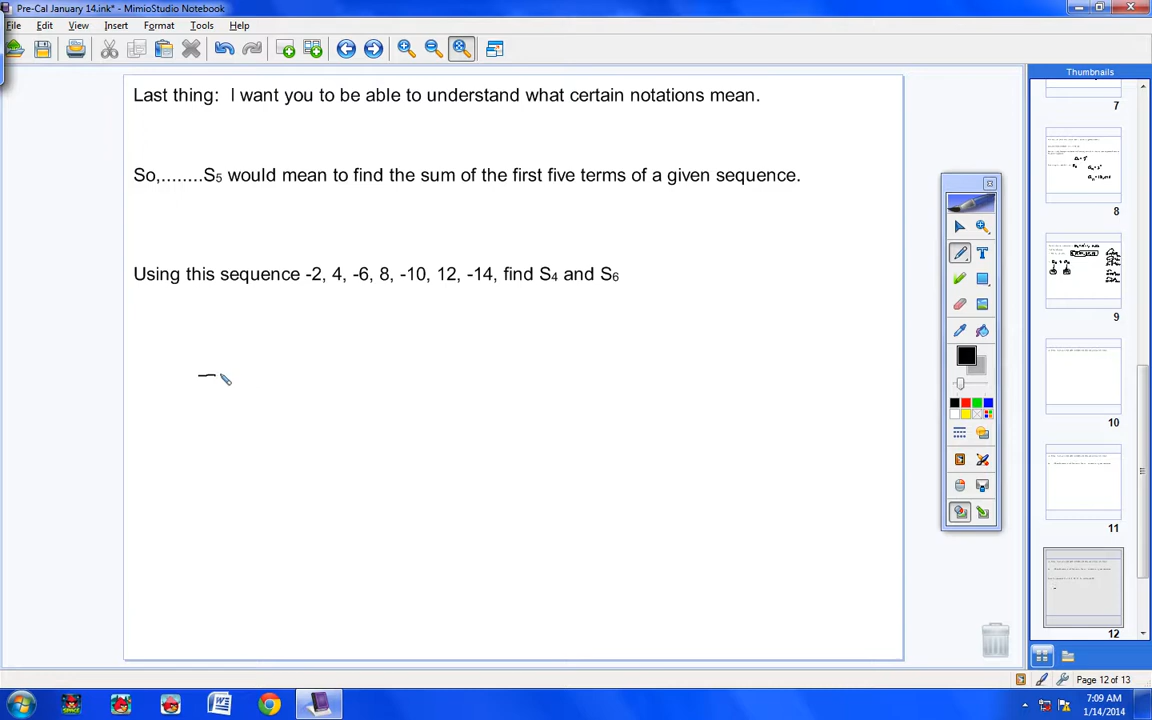 Pre-Cal January 14.ink* - MimioStudio Notebook
File Edit View Insert Format Tools Help
Thumbnails
Last thing: I want you to be able to understand what certain notations mean.
So,........S5 would mean to find the sum of the first five terms of a given sequence.
Using this sequence -2, 4, -6, 8, -10, 12, -14, find S4 and S6
7
8
9
10
11
12
Page 12 of 13
7:09 AM
1/14/2014